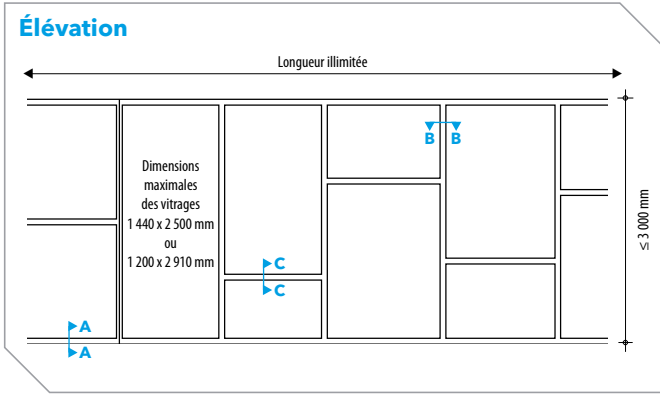 Élévation
Longueur illimitée
B B
Dimensions
maximales
des vitrages
1 440 x 2 500 mm
ou
1 200 x 2 910 mm
≤ 3 000 mm
C
C
A
A